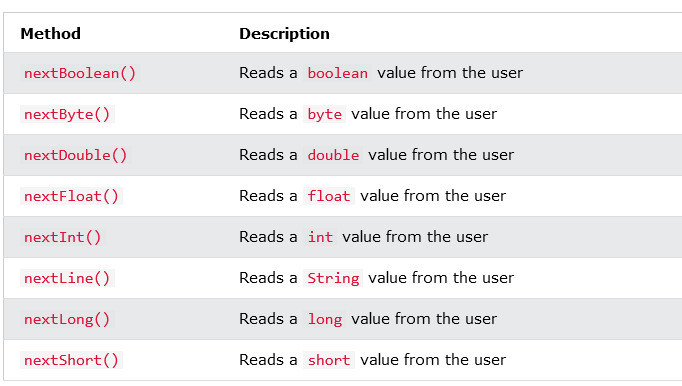 Method Description
nextBoolean() Reads a boolean value from the user
nextByte() Reads a byte value from the user
nextDouble() Reads a double value from the user
nextFloat() Reads a float value from the user
nextInt() Reads a int value from the user
nextLine() Reads a String value from the user
nextLong() Reads a long value from the user
nextShort() Reads a short value from the user